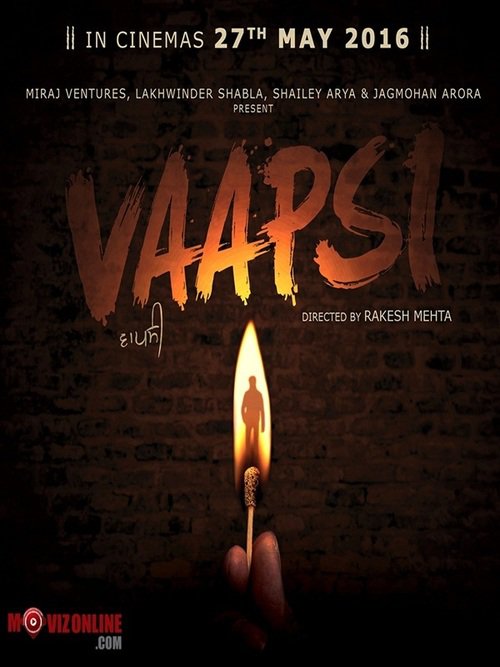 || IN CINEMAS 27TH MAY 2016 ||
MIRAJ VENTURES, LAKHWINDER SHABLA, SHAILEY ARYA & JAGMOHAN ARORA
PRESENT
VAAPSI
ਵਾਪਸੀ
DIRECTED BY RAKESH MEHTA
MOVIZONLINE
.COM